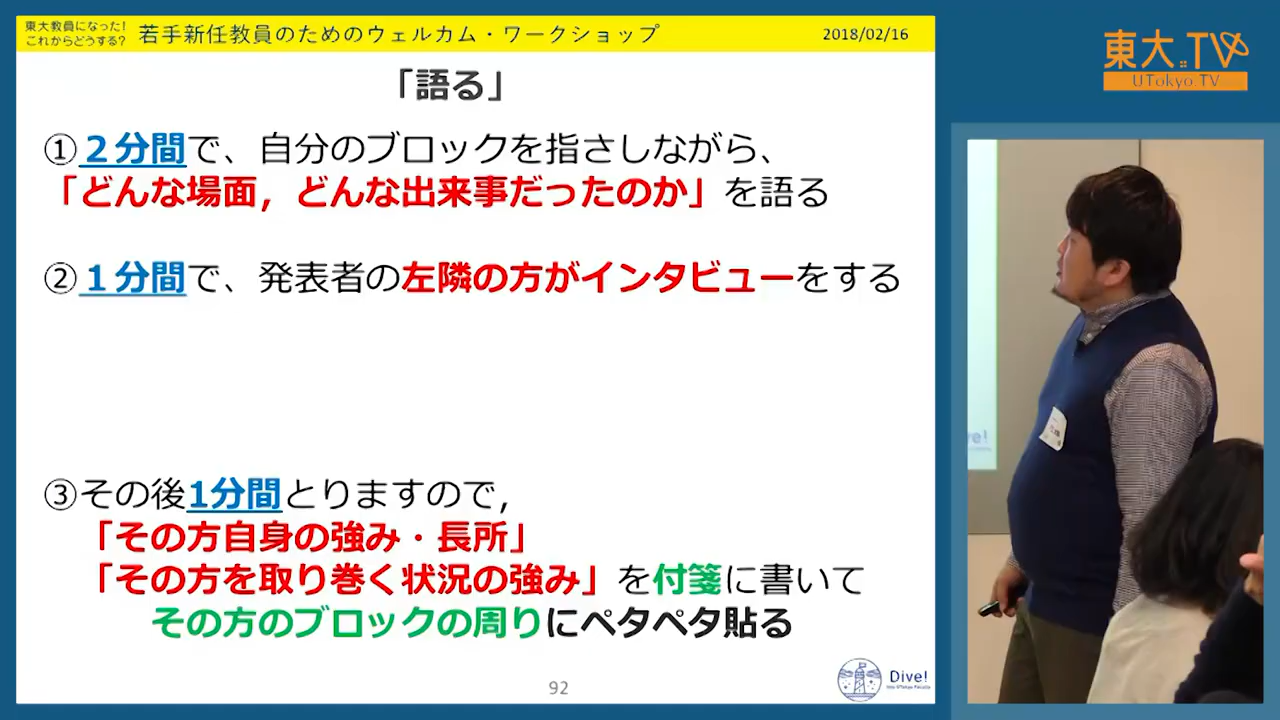 東大教員になった!
これからどうする?
若手新任教員のためのウェルカム・ワークショップ
2018/02/16
「語る」
①２分間で、自分のブロックを指さしながら、
「どんな場面，どんな出来事だったのか」を語る
②１分間で、発表者の左隣の方がインタビューをする
③その後1分間とりますので，
「その方自身の強み・長所」
「その方を取り巻く状況の強み」を付箋に書いて
その方のブロックの周りにペタペタ貼る
92
Dive!
Into UTokyo Faculty
東大TV
UTokyo TV